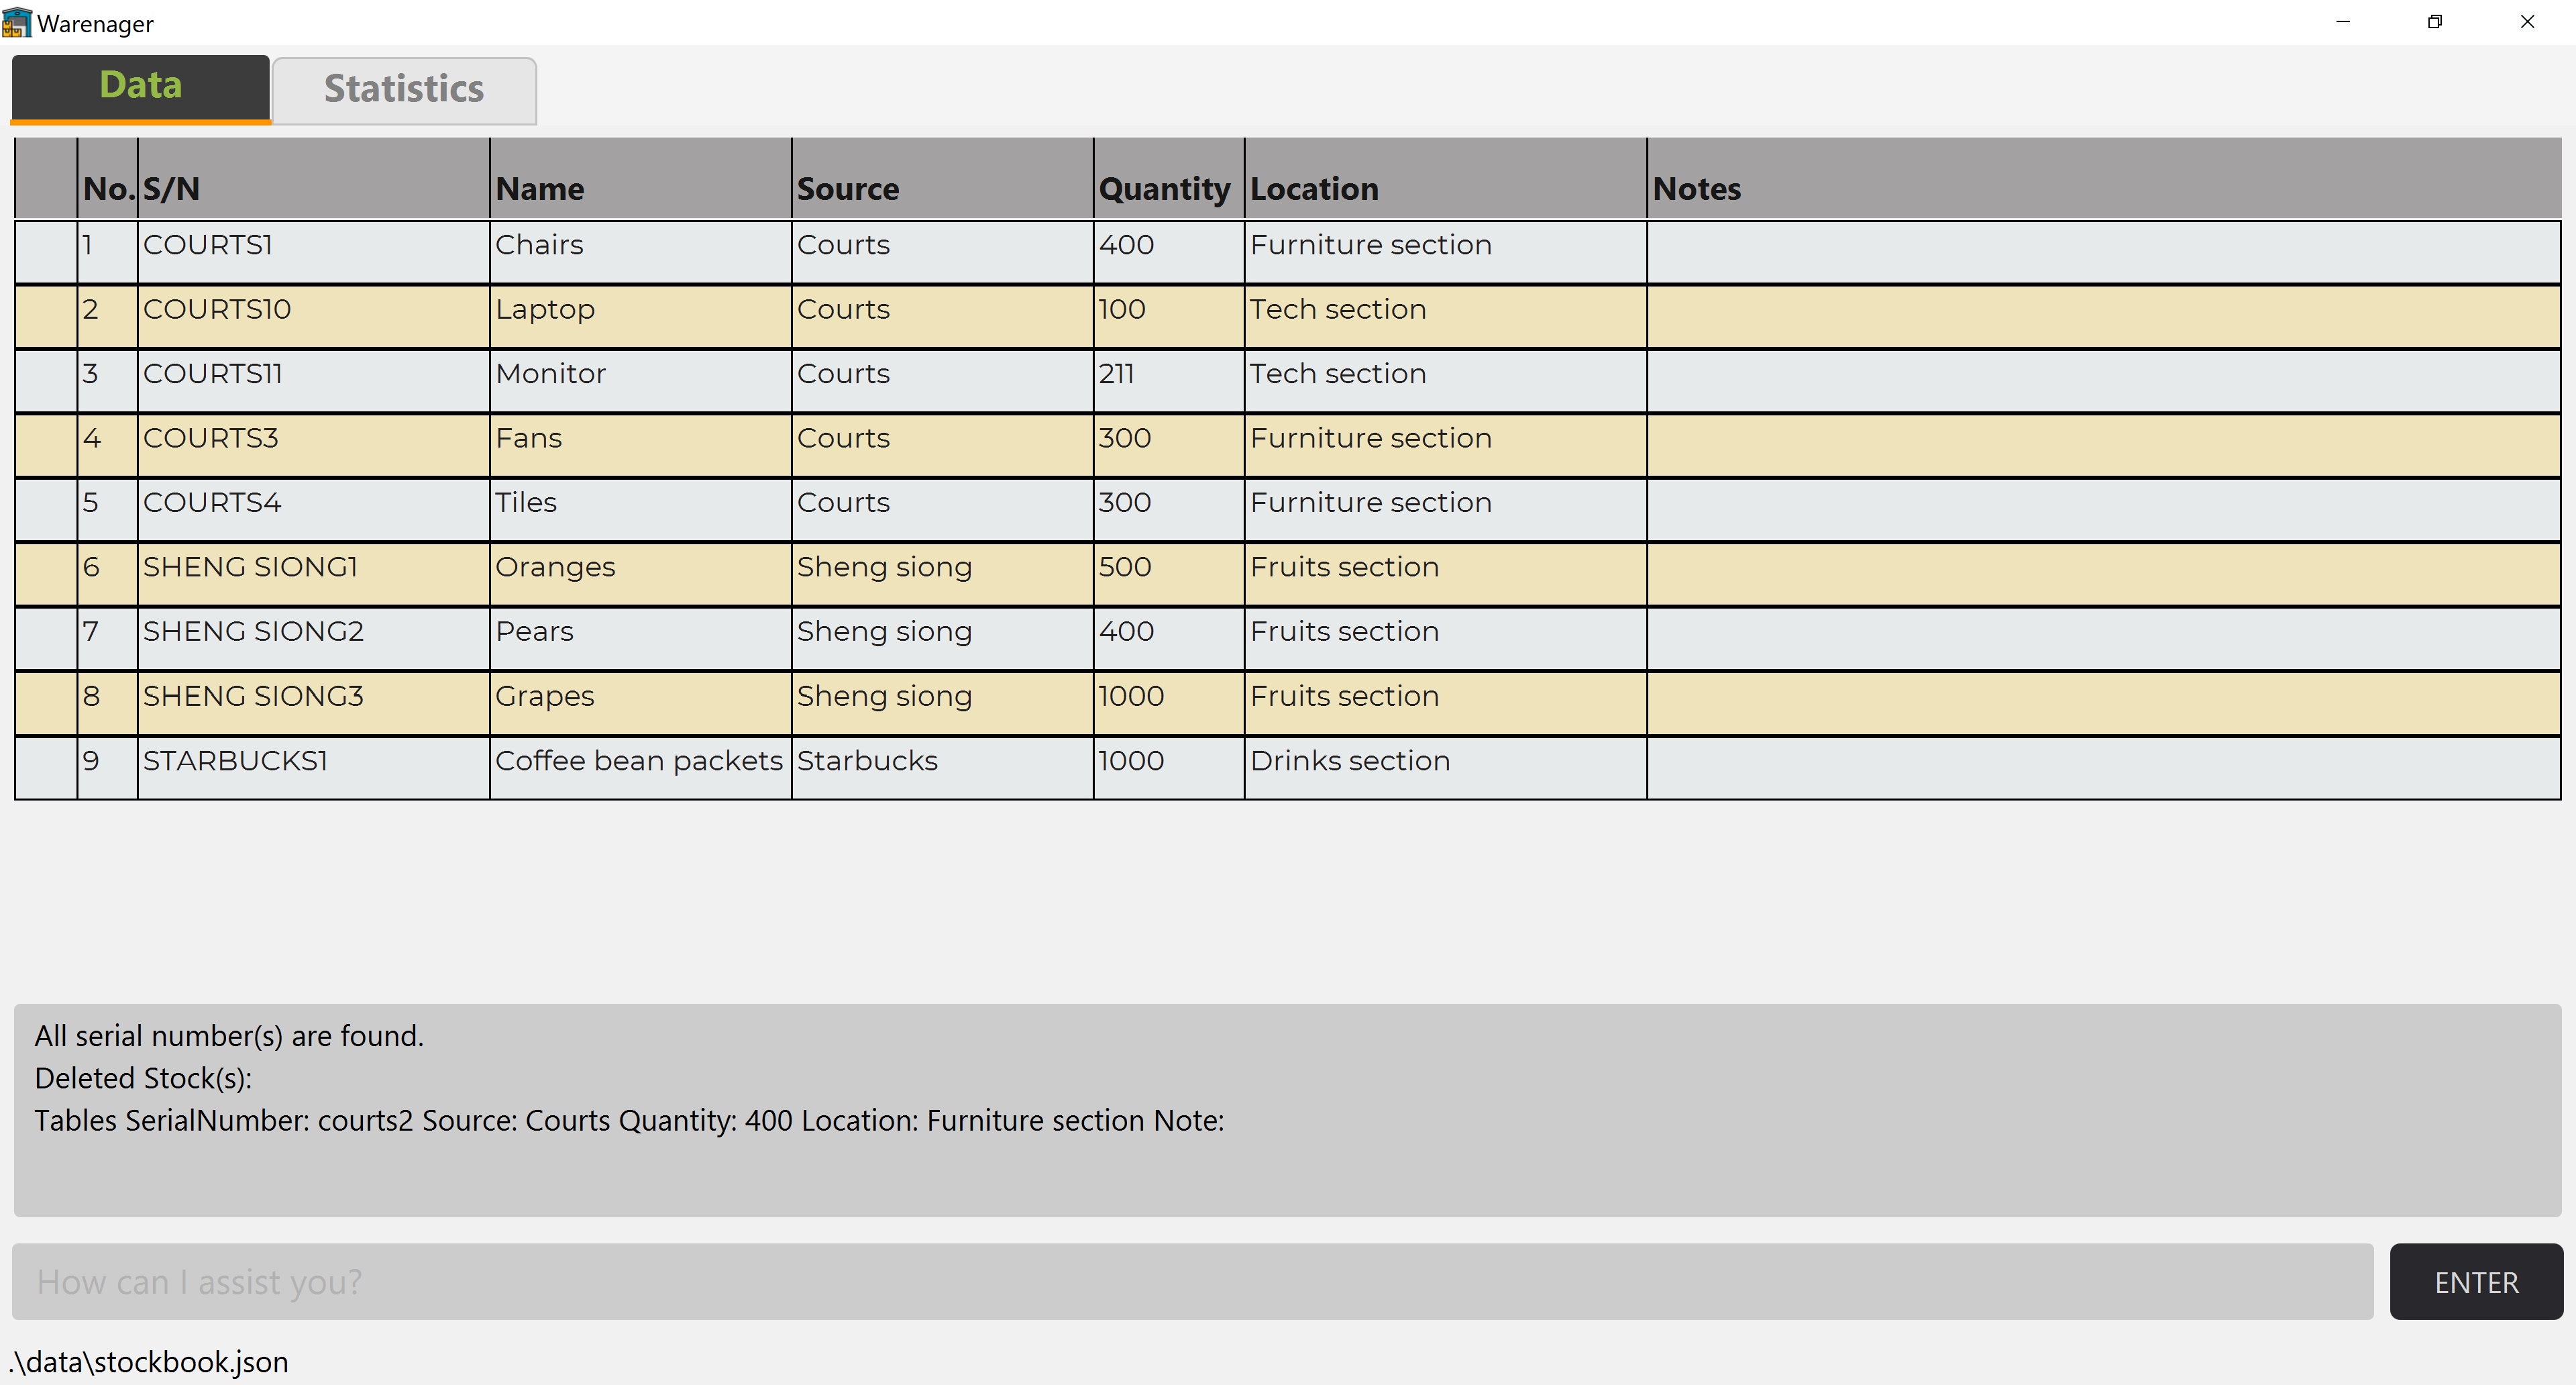 Warenager
Data Statistics
No. S/N Name Source Quantity Location Notes
1 COURTS1 Chairs Courts 400 Furniture section
2 COURTS10 Laptop Courts 100 Tech section
3 COURTS11 Monitor Courts 211 Tech section
4 COURTS3 Fans Courts 300 Furniture section
5 COURTS4 Tiles Courts 300 Furniture section
6 SHENG SIONG1 Oranges Sheng siong 500 Fruits section
7 SHENG SIONG2 Pears Sheng siong 400 Fruits section
8 SHENG SIONG3 Grapes Sheng siong 1000 Fruits section
9 STARBUCKS1 Coffee bean packets Starbucks 1000 Drinks section
All serial number(s) are found.
Deleted Stock(s):
Tables SerialNumber: courts2 Source: Courts Quantity: 400 Location: Furniture section Note:
How can I assist you? ENTER
.\data\stockbook.json